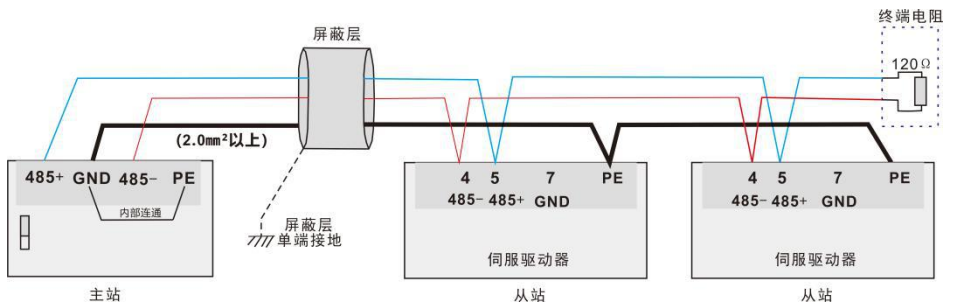 终端电阻
屏蔽层
120Ω
(2.0mm²以上)
485+ GND 485- PE
内部连通
4 5 7 PE
485- 485+ GND
4 5 7 PE
485- 485+ GND
屏蔽层
单端接地
伺服驱动器
伺服驱动器
主站
从站
从站